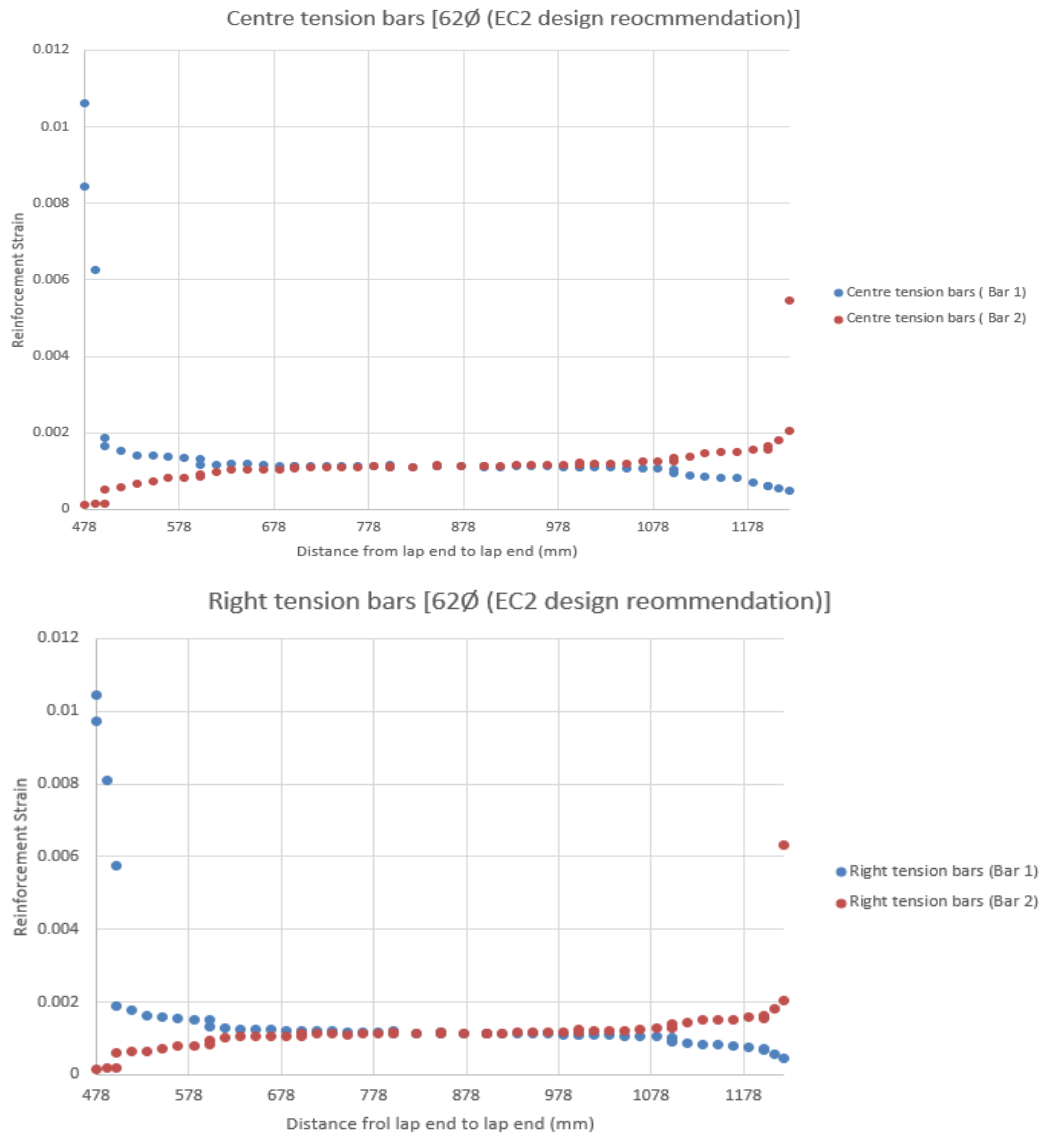 Centre tension bars [62Ø (EC2 design reocmmendation)]
0.012
0.01
0.008
0.006
0.004
0.002
0
Reinforcement Strain
478 578 678 778 878 978 1078 1178
Distance from lap end to lap end (mm)
Centre tension bars ( Bar 1)
Centre tension bars ( Bar 2)
Right tension bars [62Ø (EC2 design reommendation)]
0.012
0.01
0.008
0.006
0.004
0.002
0
Reinforcement Strain
478 578 678 778 878 978 1078 1178
Distance frol lap end to lap end (mm)
Right tension bars (Bar 1)
Right tension bars (Bar 2)